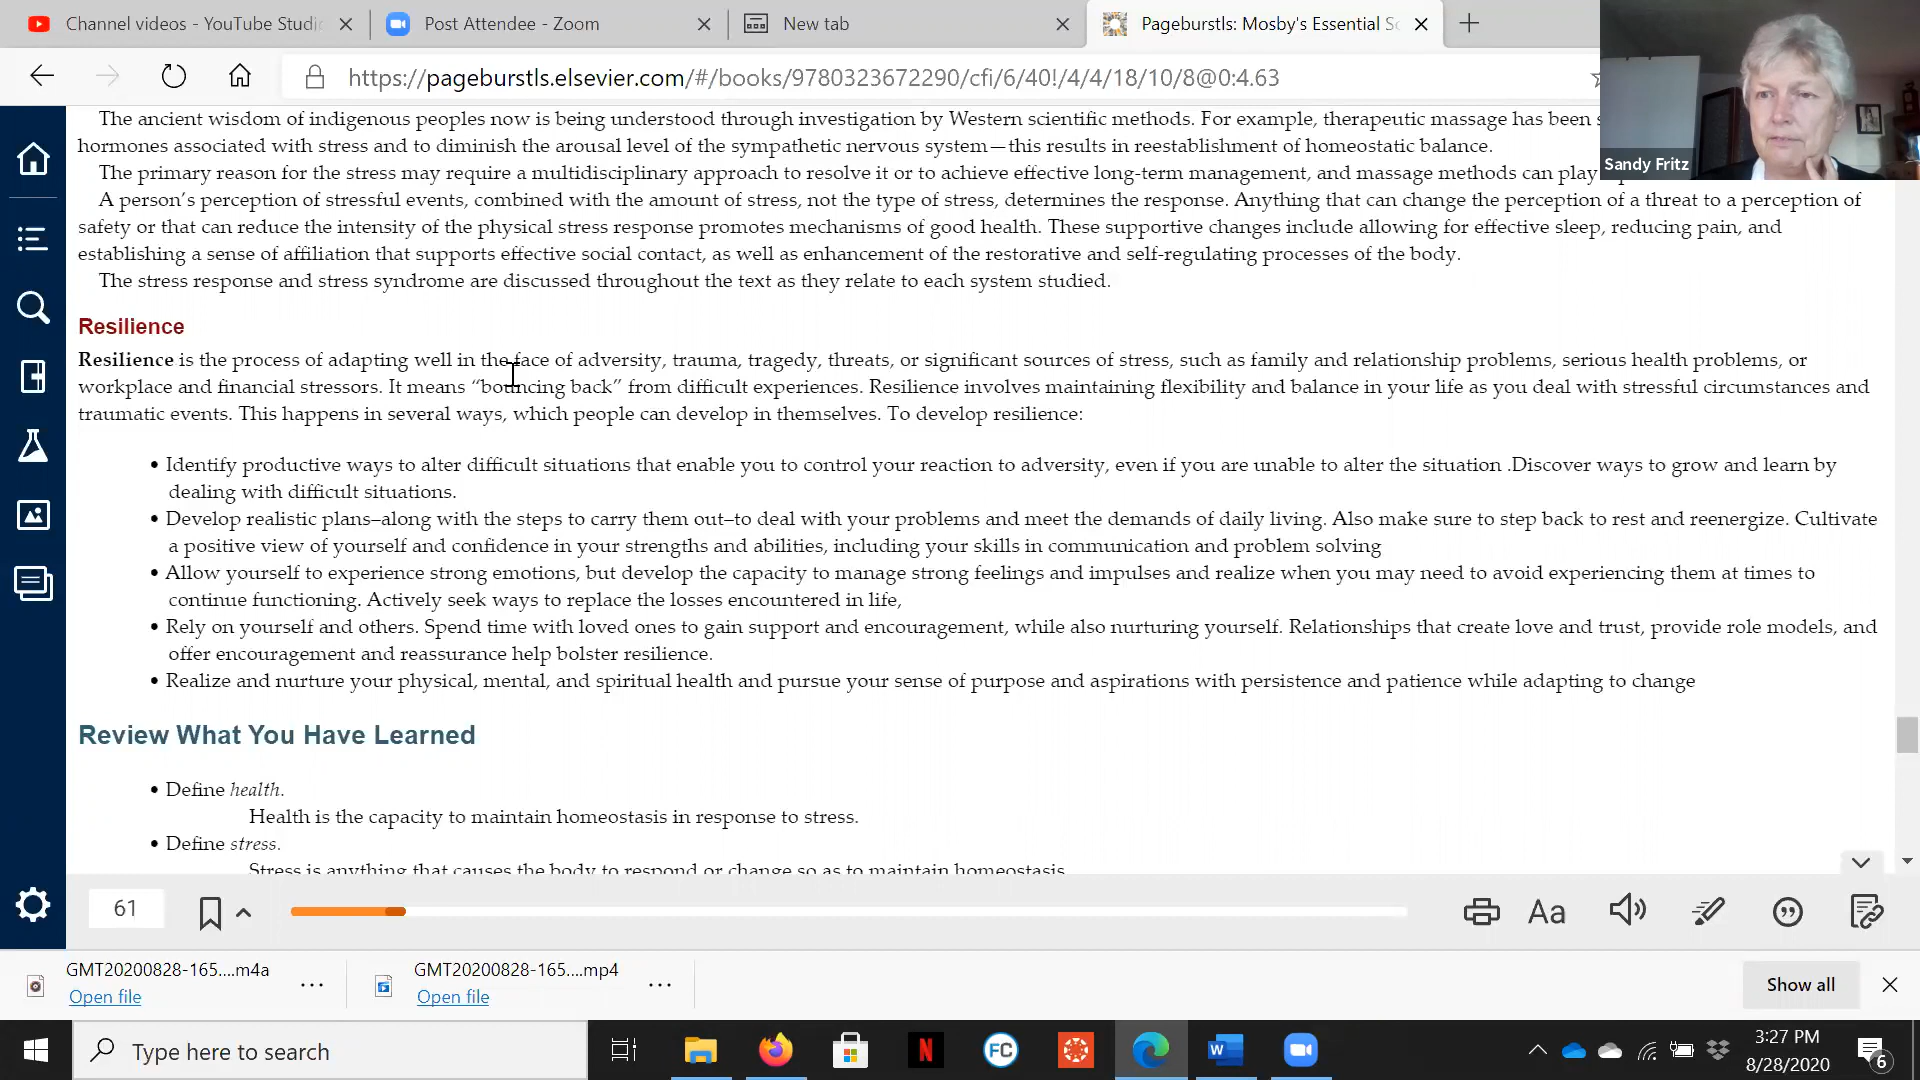 Channel videos - YouTube Studi
Post Attendee - Zoom
New tab
Pageburstls: Mosby's Essential Sc
https://pageburstls.elsevier.com/#/books/9780323672290/cfi/6/40!/4/4/18/10/8@0:4.63
Sandy Fritz
The ancient wisdom of indigenous peoples now is being understood through investigation by Western scientific methods. For example, therapeutic massage has been
hormones associated with stress and to diminish the arousal level of the sympathetic nervous system—this results in reestablishment of homeostatic balance.
The primary reason for the stress may require a multidisciplinary approach to resolve it or to achieve effective long-term management, and massage methods can play
A person's perception of stressful events, combined with the amount of stress, not the type of stress, determines the response. Anything that can change the perception of a threat to a perception of
safety or that can reduce the intensity of the physical stress response promotes mechanisms of good health. These supportive changes include allowing for effective sleep, reducing pain, and
establishing a sense of affiliation that supports effective social contact, as well as enhancement of the restorative and self-regulating processes of the body.
The stress response and stress syndrome are discussed throughout the text as they relate to each system studied.
Resilience
Resilience is the process of adapting well in the face of adversity, trauma, tragedy, threats, or significant sources of stress, such as family and relationship problems, serious health problems, or
workplace and financial stressors. It means “bouncing back” from difficult experiences. Resilience involves maintaining flexibility and balance in your life as you deal with stressful circumstances and
traumatic events. This happens in several ways, which people can develop in themselves. To develop resilience:
• Identify productive ways to alter difficult situations that enable you to control your reaction to adversity, even if you are unable to alter the situation .Discover ways to grow and learn by
dealing with difficult situations.
• Develop realistic plans–along with the steps to carry them out–to deal with your problems and meet the demands of daily living. Also make sure to step back to rest and reenergize. Cultivate
a positive view of yourself and confidence in your strengths and abilities, including your skills in communication and problem solving
• Allow yourself to experience strong emotions, but develop the capacity to manage strong feelings and impulses and realize when you may need to avoid experiencing them at times to
continue functioning. Actively seek ways to replace the losses encountered in life,
• Rely on yourself and others. Spend time with loved ones to gain support and encouragement, while also nurturing yourself. Relationships that create love and trust, provide role models, and
offer encouragement and reassurance help bolster resilience.
• Realize and nurture your physical, mental, and spiritual health and pursue your sense of purpose and aspirations with persistence and patience while adapting to change
Review What You Have Learned
• Define health.
Health is the capacity to maintain homeostasis in response to stress.
• Define stress.
Stress is anything that causes the body to respond or change so as to maintain homeostasis.
61
Aa
GMT20200828-165....m4a
Open file
GMT20200828-165....mp4
Open file
Show all
Type here to search
N
FC
W
3:27 PM
8/28/2020
6